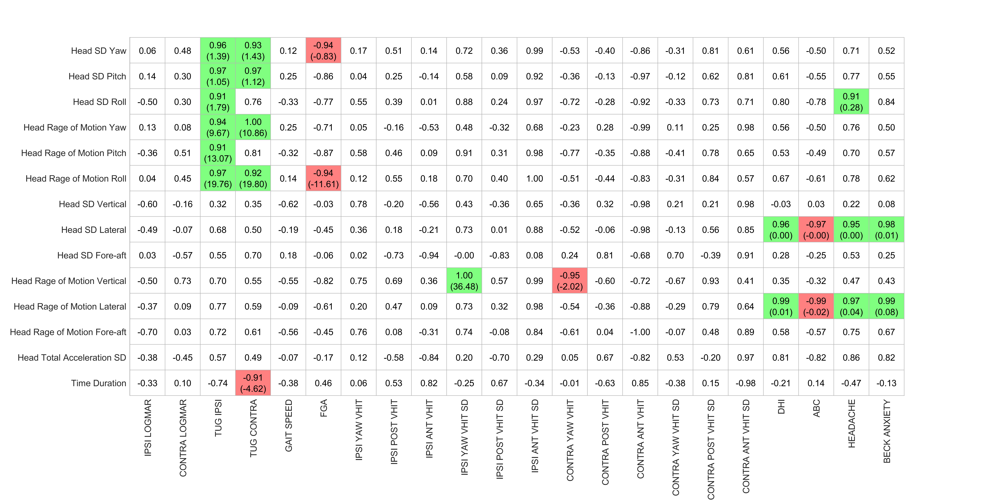 Head SD Yaw 0.06 0.48 0.96 (1.39) 0.93 (1.43) 0.12 -0.94 (-0.83) 0.17 0.51 0.14 0.72 0.36 0.99 -0.53 -0.40 -0.86 -0.31 0.81 0.61 0.56 -0.50 0.71 0.52
Head SD Pitch 0.14 0.30 0.97 (1.05) 0.97 (1.12) 0.25 -0.86 0.04 0.25 -0.14 0.58 0.09 0.92 -0.36 -0.13 -0.97 -0.12 0.62 0.81 0.61 -0.55 0.77 0.55
Head SD Roll -0.50 0.30 0.91 (1.79) 0.76 -0.33 -0.77 0.55 0.39 0.01 0.88 0.24 0.97 -0.72 -0.28 -0.92 -0.33 0.73 0.71 0.80 -0.78 0.91 (0.28) 0.84
Head Rage of Motion Yaw 0.13 0.08 0.94 (9.67) 1.00 (10.86) 0.25 -0.71 0.05 -0.16 -0.53 0.48 -0.32 0.68 -0.23 0.28 -0.99 0.11 0.25 0.98 0.56 -0.50 0.76 0.50
Head Rage of Motion Pitch -0.36 0.51 0.91 (13.07) 0.81 -0.32 -0.87 0.58 0.46 0.09 0.91 0.31 0.98 -0.77 -0.35 -0.88 -0.41 0.78 0.65 0.53 -0.49 0.70 0.57
Head Rage of Motion Roll 0.04 0.45 0.97 (19.76) 0.92 (19.80) 0.14 -0.94 (-11.61) 0.12 0.55 0.18 0.70 0.40 1.00 -0.51 -0.44 -0.83 -0.31 0.84 0.57 0.67 -0.61 0.78 0.62
Head SD Vertical -0.60 -0.16 0.32 0.35 -0.62 -0.03 0.78 -0.20 -0.56 0.43 -0.36 0.65 -0.36 0.32 -0.98 0.21 0.21 0.98 -0.03 0.03 0.22 0.08
Head SD Lateral -0.49 -0.07 0.68 0.50 -0.19 -0.45 0.36 0.18 -0.21 0.73 0.01 0.88 -0.52 -0.06 -0.98 -0.13 0.56 0.85 0.96 (0.00) -0.97 (-0.00) 0.95 (0.00) 0.98 (0.01)
Head SD Fore-aft 0.03 -0.57 0.55 0.70 0.18 -0.06 0.02 -0.73 -0.94 -0.00 -0.83 0.08 0.24 0.81 -0.68 0.70 -0.39 0.91 0.28 -0.25 0.53 0.25
Head Rage of Motion Vertical -0.50 0.73 0.70 0.55 -0.55 -0.82 0.75 0.69 0.36 1.00 (36.48) 0.57 0.99 -0.95 (-2.02) -0.60 -0.72 -0.67 0.93 0.41 0.35 -0.32 0.47 0.43
Head Rage of Motion Lateral -0.37 0.09 0.77 0.59 -0.09 -0.61 0.20 0.47 0.09 0.73 0.32 0.98 -0.54 -0.36 -0.88 -0.29 0.79 0.64 0.99 (0.01) -0.99 (-0.02) 0.97 (0.04) 0.99 (0.08)
Head Rage of Motion Fore-aft -0.70 0.03 0.72 0.61 -0.56 -0.45 0.76 0.08 -0.31 0.74 -0.08 0.84 -0.61 0.04 -1.00 -0.07 0.48 0.89 0.58 -0.57 0.75 0.67
Head Total Acceleration SD -0.38 -0.45 0.57 0.49 -0.07 -0.17 0.12 -0.58 -0.84 0.20 -0.70 0.29 0.05 0.67 -0.82 0.53 -0.20 0.97 0.81 -0.82 0.86 0.82
Time Duration -0.33 0.10 -0.74 -0.91 (-4.62) -0.38 0.46 0.06 0.53 0.82 -0.25 0.67 -0.34 -0.01 -0.63 0.85 -0.38 0.15 -0.98 -0.21 0.14 -0.47 -0.13
IPSI LOGMAR
CONTRA LOGMAR
TUG IPSI
TUG CONTRA
GAIT SPEED
FGA
IPSI YAW VHIT
IPSI POST VHIT
IPSI ANT VHIT
IPSI YAW VHIT SD
IPSI POST VHIT SD
IPSI ANT VHIT SD
CONTRA YAW VHIT
CONTRA POST VHIT
CONTRA ANT VHIT
CONTRA YAW VHIT SD
CONTRA POST VHIT SD
CONTRA ANT VHIT SD
DHI
ABC
HEADACHE
BECK ANXIETY